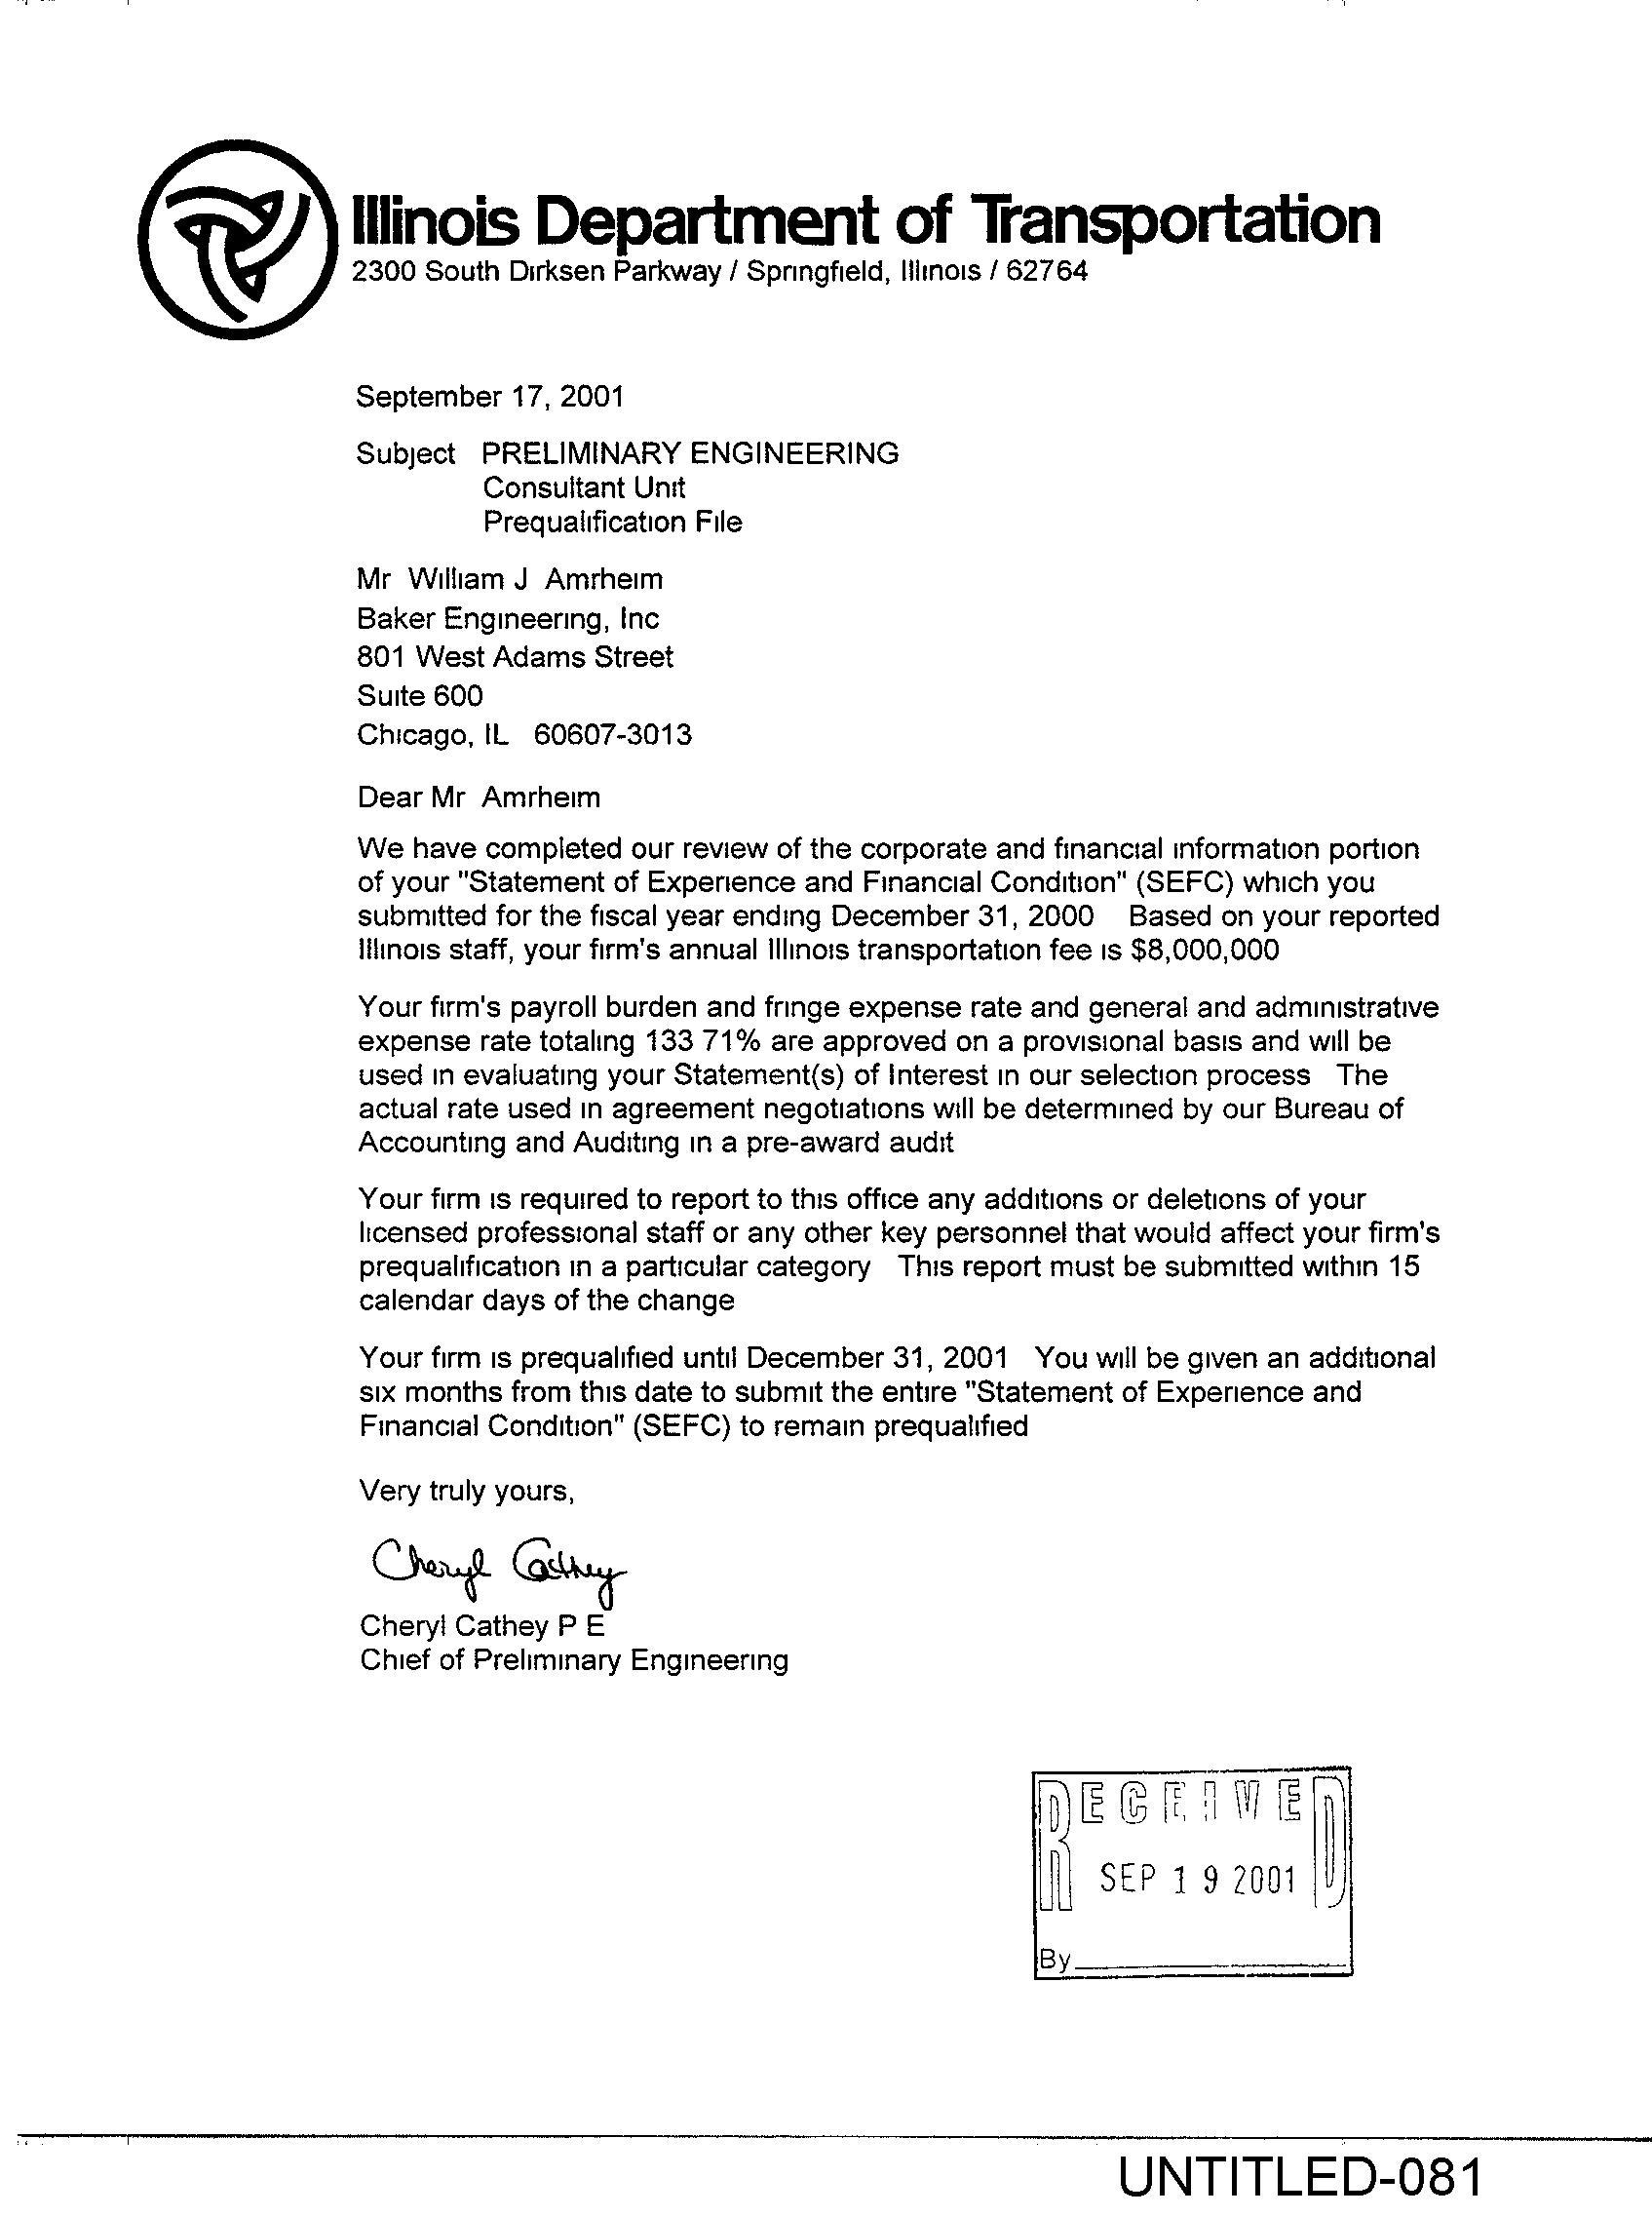 Illinois Department of Transportation
2300 South Dirksen Parkway / Springfield, Illinois / 62764
September 17, 2001
Subject PRELIMINARY ENGINEERING
Consultant Unit
Prequalification File
Mr William J Amrheim
Baker Engineering, Inc
801 West Adams Street
Suite 600
Chicago, IL 60607-3013
Dear Mr Amrheim
We have completed our review of the corporate and financial information portion
of your "Statement of Experience and Financial Condition" (SEFC) which you
submitted for the fiscal year ending December 31, 2000 Based on your reported
Illinois staff, your firm's annual Illinois transportation fee is $8,000,000
Your firm's payroll burden and fringe expense rate and general and administrative
expense rate totaling 133 71% are approved on a provisional basis and will be
used in evaluating your Statement(s) of Interest in our selection process The
actual rate used in agreement negotiations will be determined by our Bureau of
Accounting and Auditing in a pre-award audit
Your firm is required to report to this office any additions or deletions of your
licensed professional staff or any other key personnel that would affect your firm's
prequalification in a particular category This report must be submitted within 15
calendar days of the change
Your firm is prequalified until December 31, 2001 You will be given an additional
six months from this date to submit the entire "Statement of Experience and
Financial Condition" (SEFC) to remain prequalified
Very truly yours,
Cheryl Cathey
Cheryl Cathey P E
Chief of Preliminary Engineering
RECEIVED
SEP 19 2001
By
UNTITLED-081